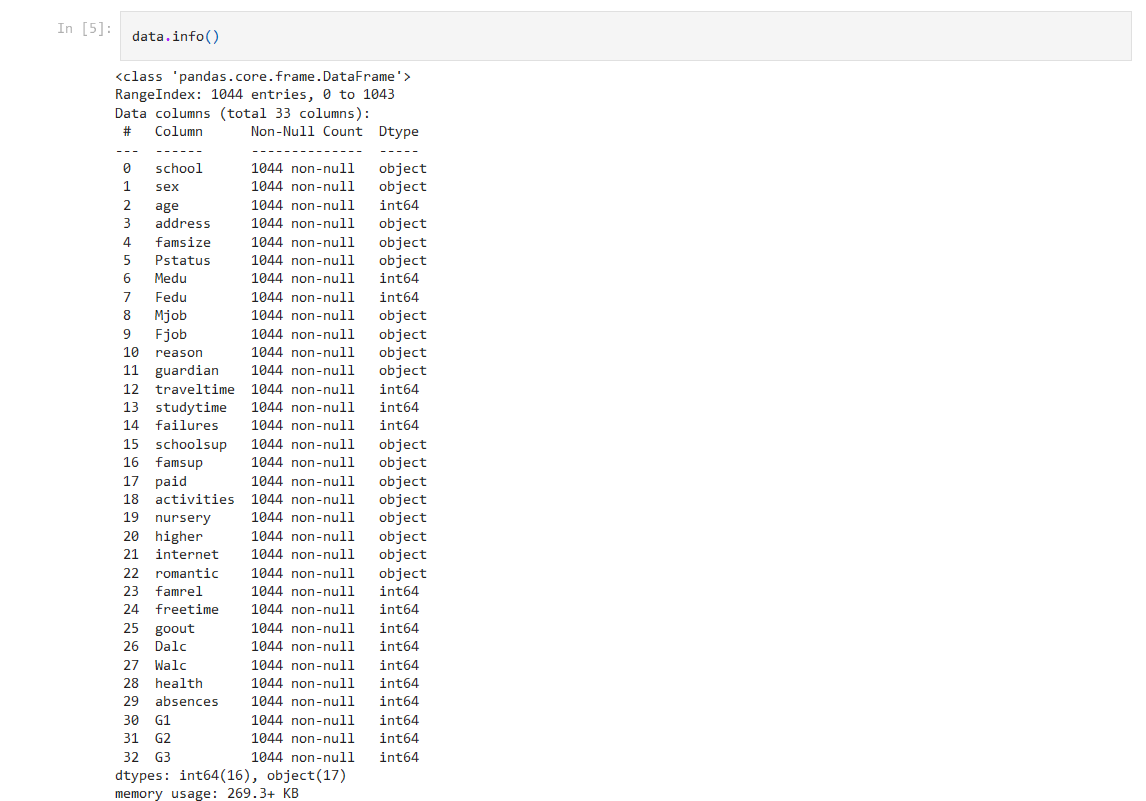 In [5]:
data.info()
<class 'pandas.core.frame.DataFrame'>
RangeIndex: 1044 entries, 0 to 1043
Data columns (total 33 columns):
 #   Column      Non-Null Count  Dtype
---  ------      --------------  -----
 0   school      1044 non-null   object
 1   sex         1044 non-null   object
 2   age         1044 non-null   int64
 3   address     1044 non-null   object
 4   famsize     1044 non-null   object
 5   Pstatus     1044 non-null   object
 6   Medu        1044 non-null   int64
 7   Fedu        1044 non-null   int64
 8   Mjob        1044 non-null   object
 9   Fjob        1044 non-null   object
 10  reason      1044 non-null   object
 11  guardian    1044 non-null   object
 12  traveltime  1044 non-null   int64
 13  studytime   1044 non-null   int64
 14  failures    1044 non-null   int64
 15  schoolsup   1044 non-null   object
 16  famsup      1044 non-null   object
 17  paid        1044 non-null   object
 18  activities  1044 non-null   object
 19  nursery     1044 non-null   object
 20  higher      1044 non-null   object
 21  internet    1044 non-null   object
 22  romantic    1044 non-null   object
 23  famrel      1044 non-null   int64
 24  freetime    1044 non-null   int64
 25  goout       1044 non-null   int64
 26  Dalc        1044 non-null   int64
 27  Walc        1044 non-null   int64
 28  health      1044 non-null   int64
 29  absences    1044 non-null   int64
 30  G1          1044 non-null   int64
 31  G2          1044 non-null   int64
 32  G3          1044 non-null   int64
dtypes: int64(16), object(17)
memory usage: 269.3+ KB